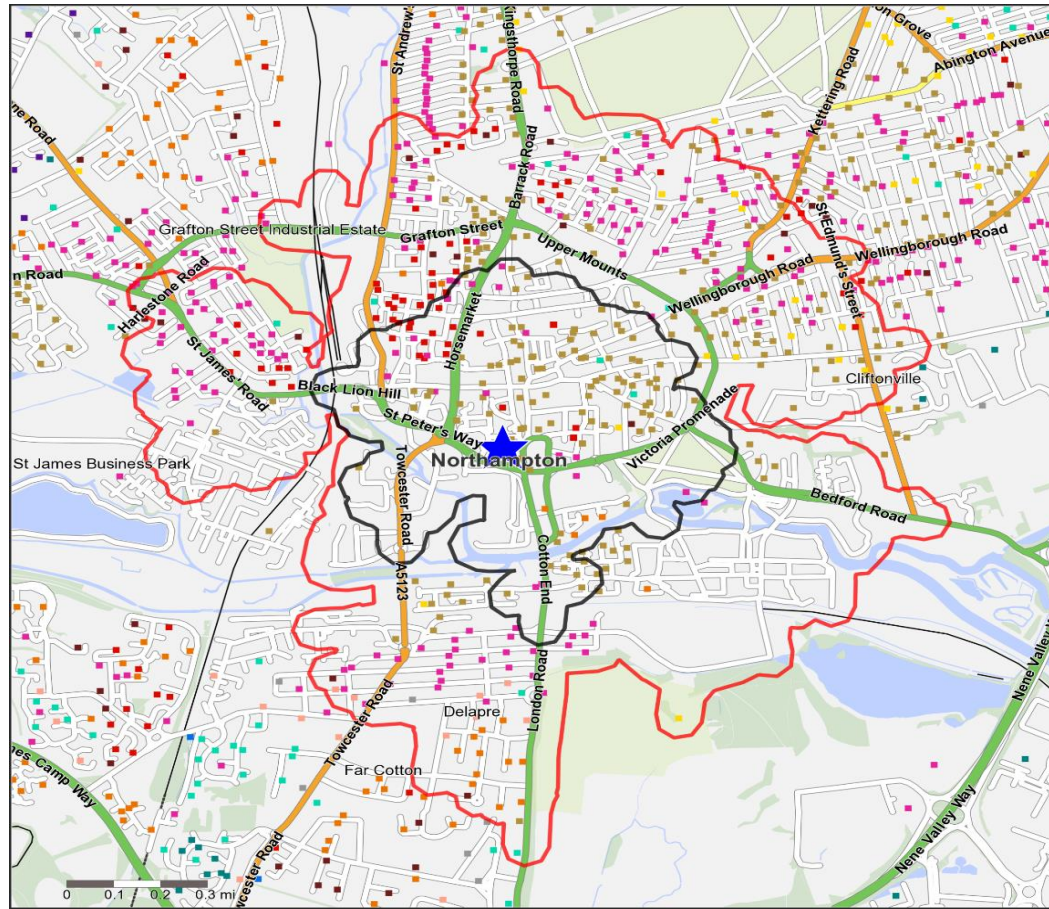 on Grove
Abington Avenue
St Andrew's
Kingsthorpe Road
Kettering Road
ne Road
Barrack Road
Grafton Street Industrial Estate
Grafton Street
Upper Mounts
St Edmund's Street
Wellingborough Road
n Road
Harlestone Road
Wellingborough Road
Horsemarket
St James' Road
Black Lion Hill
Cliftonville
St Peter's Way
Victoria Promenade
Northampton
St James Business Park
Towcester Road
Bedford Road
Cotton End
A5123
London Road
Nene Valley
Towcester Road
Delapre
Far Cotton
nes Camp Way
Nene Valley Way
ster Road
0 0.1 0.2 0.3 mi